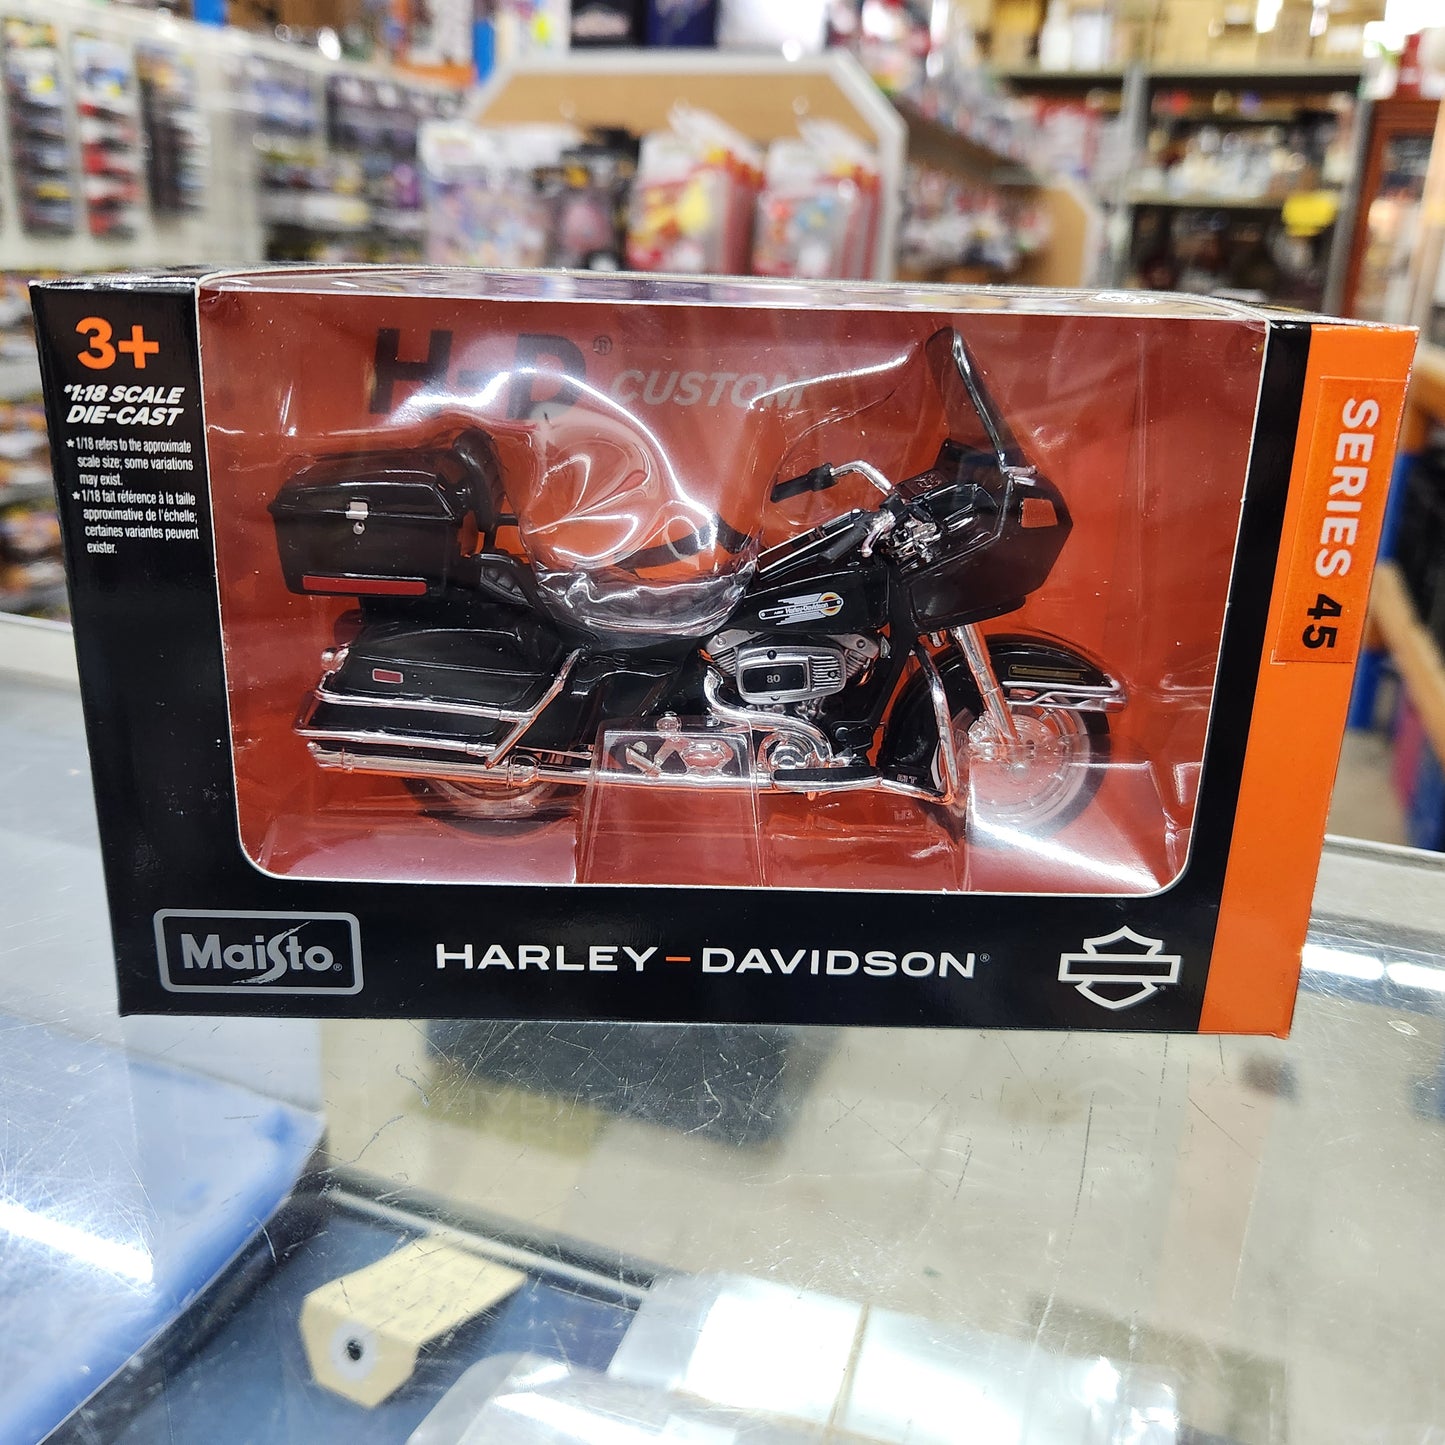 3+
*1:18 SCALE
DIE-CAST
★ 1/18 refers to the approximate
scale size; some variations
may exist.
★ 1/18 fait référence à la taille
approximative de l'échelle;
certaines variantes peuvent
exister.
H-D®
CUSTOM
Harley-Davidson
80
SERIES 45
MaiSto®
HARLEY-DAVIDSON®